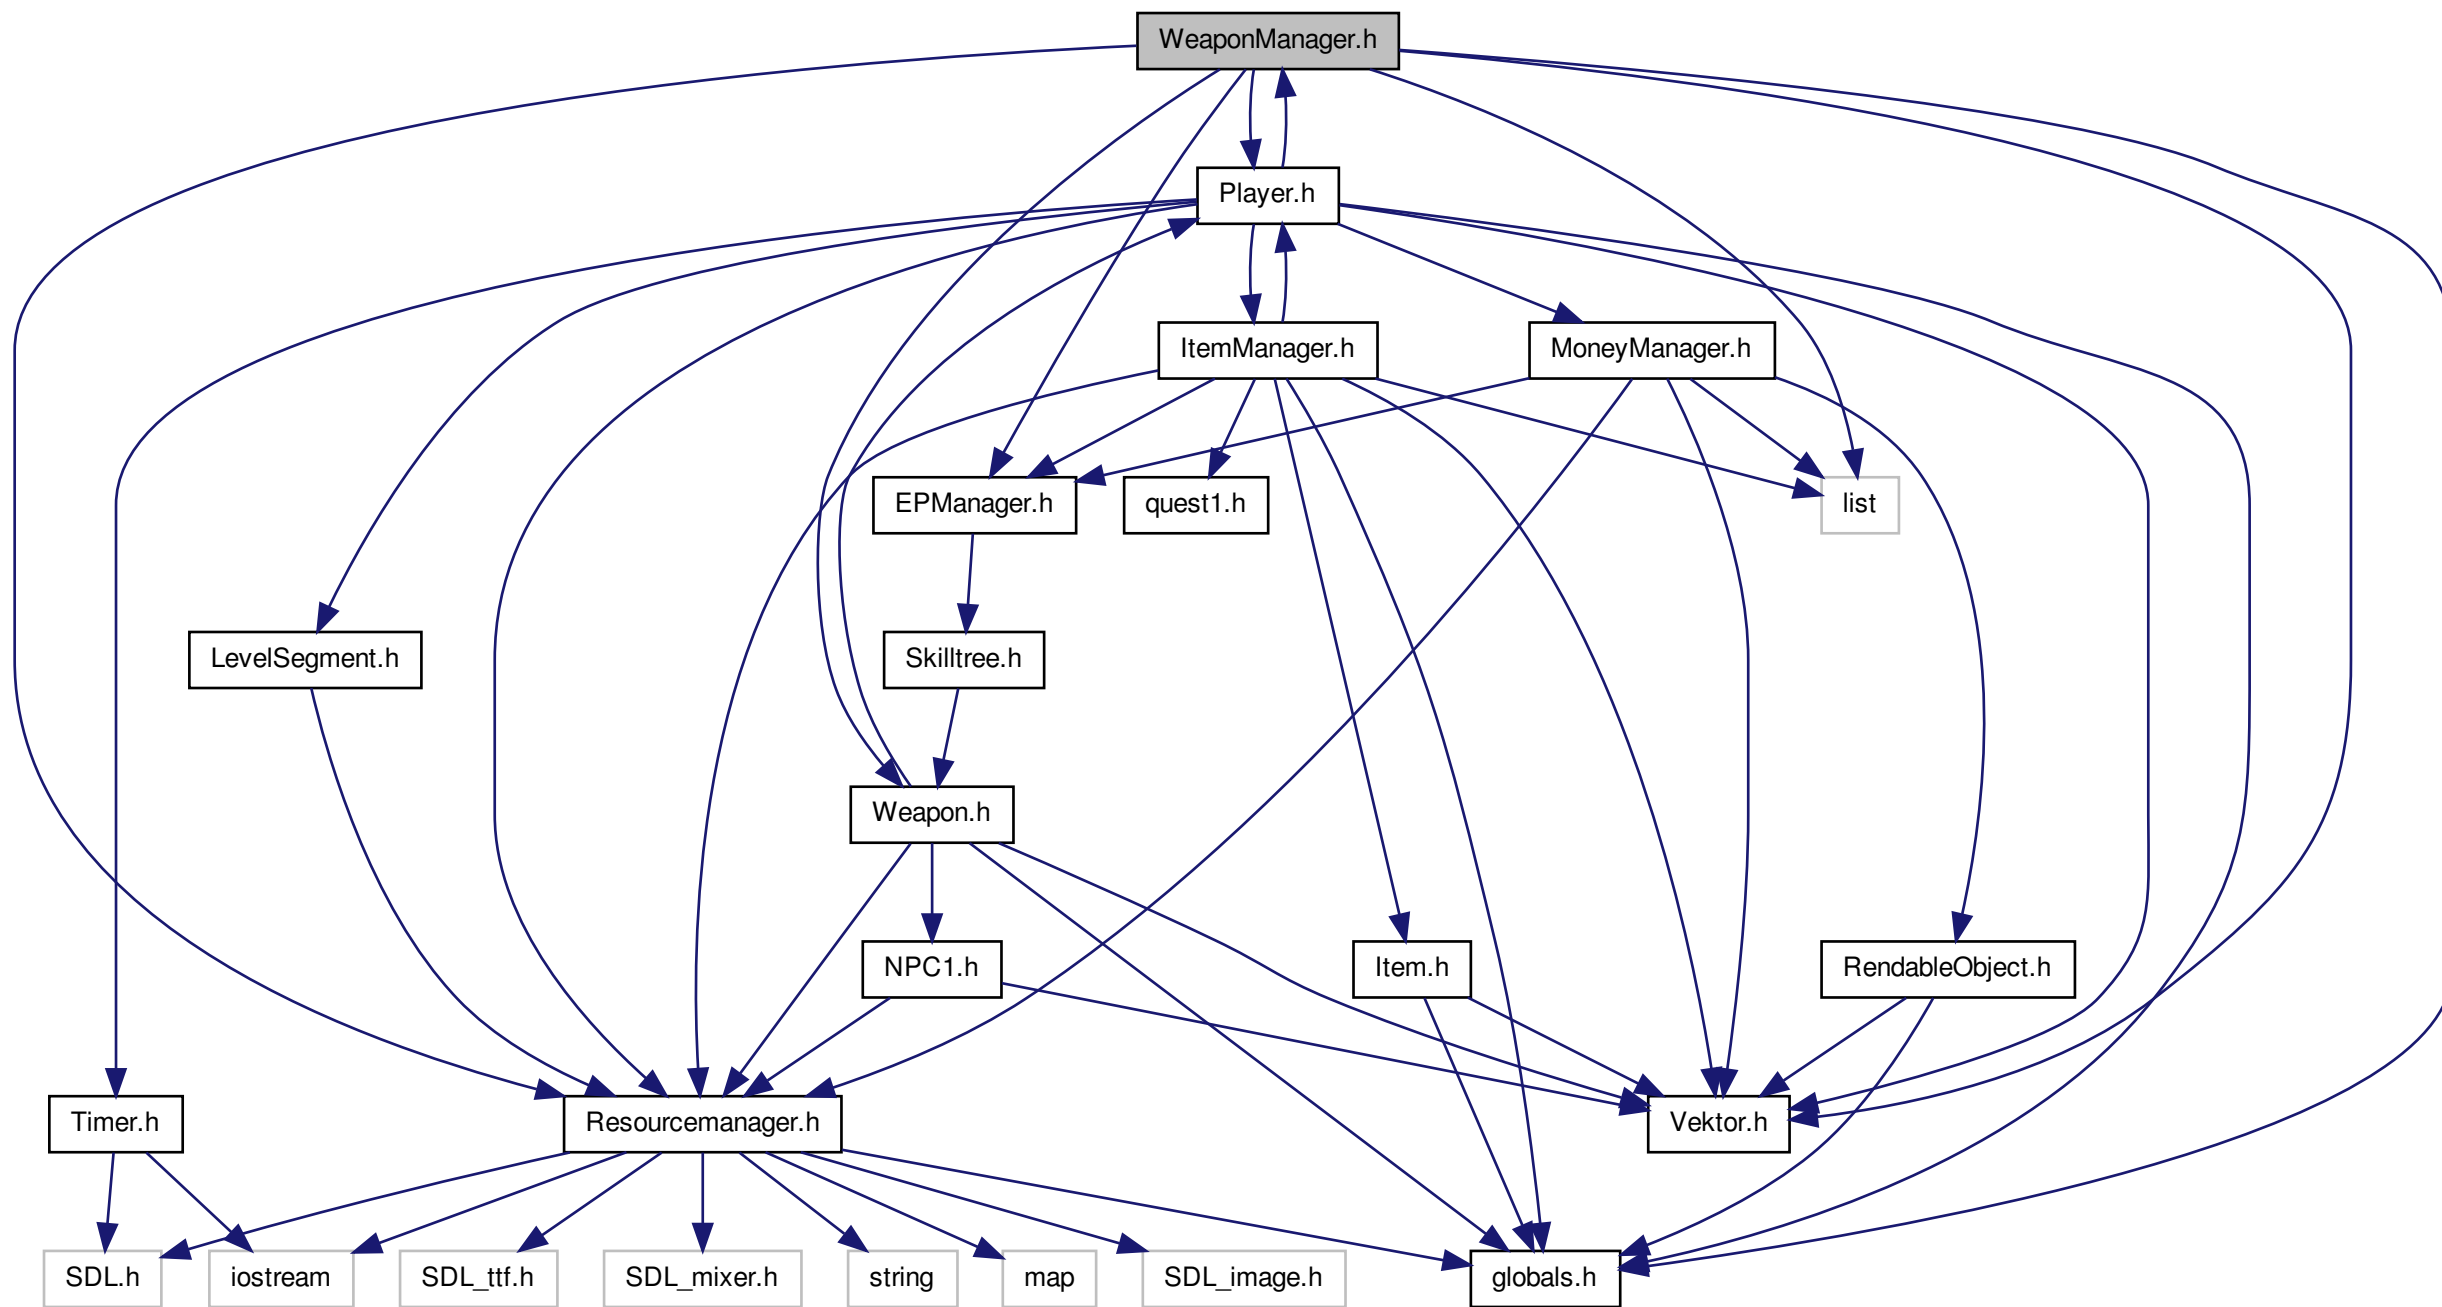 WeaponManager.h
Player.h
ItemManager.h
MoneyManager.h
EPManager.h
quest1.h
list
LevelSegment.h
Skilltree.h
Weapon.h
NPC1.h
Item.h
RendableObject.h
Timer.h
Resourcemanager.h
Vektor.h
SDL.h
iostream
SDL_ttf.h
SDL_mixer.h
string
map
SDL_image.h
globals.h